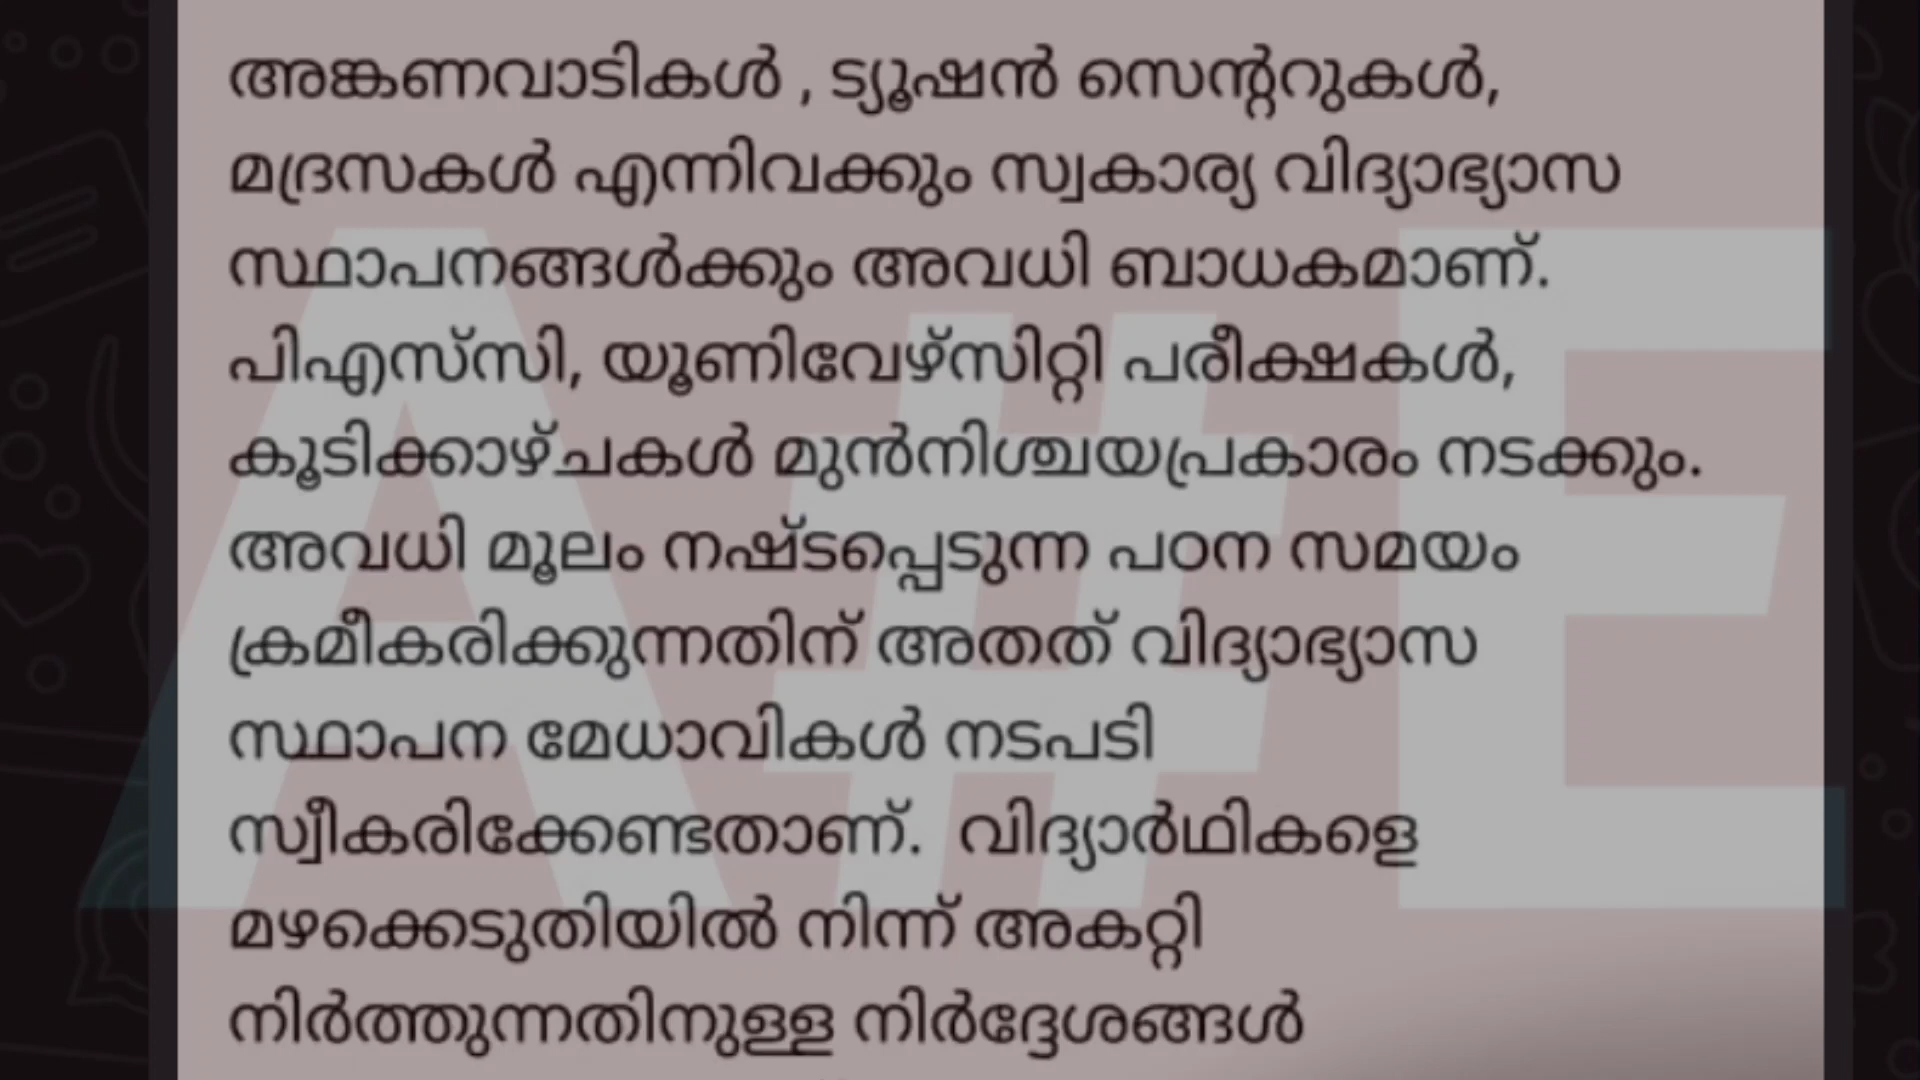 അങ്കണവാടികൾ , ട്യൂഷൻ സെന്ററുകൾ,
മദ്രസകൾ എന്നിവക്കും സ്വകാര്യ വിദ്യാഭ്യാസ
സ്ഥാപനങ്ങൾക്കും അവധി ബാധകമാണ്.
പിഎസ്‌സി, യൂണിവേഴ്‌സിറ്റി പരീക്ഷകൾ,
കൂടിക്കാഴ്ചകൾ മുൻനിശ്ചയപ്രകാരം നടക്കും.
അവധി മൂലം നഷ്ടപ്പെടുന്ന പഠന സമയം
ക്രമീകരിക്കുന്നതിന് അതത് വിദ്യാഭ്യാസ
സ്ഥാപന മേധാവികൾ നടപടി
സ്വീകരിക്കേണ്ടതാണ്. വിദ്യാർഥികളെ
മഴക്കെടുതിയിൽ നിന്ന് അകറ്റി
നിർത്തുന്നതിനുള്ള നിർദ്ദേശങ്ങൾ
A#E